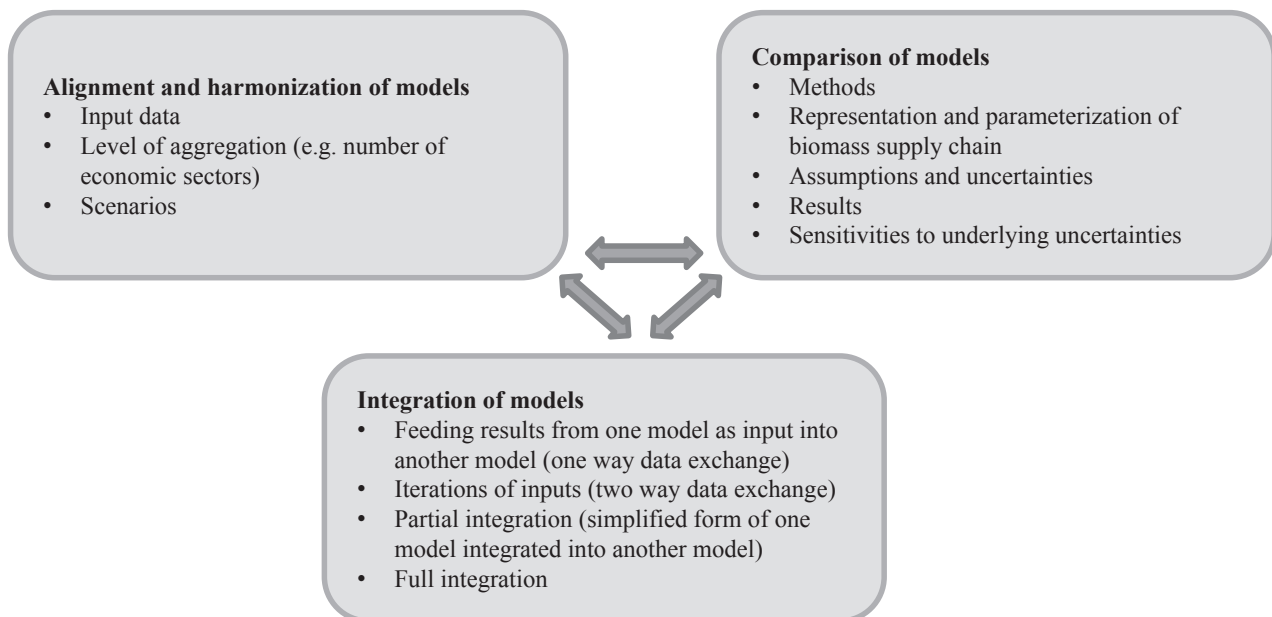 Alignment and harmonization of models
• Input data
• Level of aggregation (e.g. number of
economic sectors)
• Scenarios
Comparison of models
• Methods
• Representation and parameterization of
biomass supply chain
• Assumptions and uncertainties
• Results
• Sensitivities to underlying uncertainties
Integration of models
• Feeding results from one model as input into
another model (one way data exchange)
• Iterations of inputs (two way data exchange)
• Partial integration (simplified form of one
model integrated into another model)
• Full integration